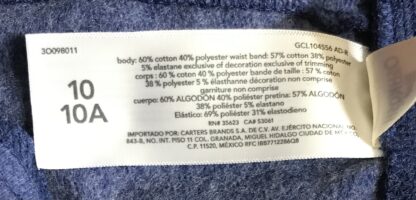 3O098011
GCL104556 AD-R
body: 60% cotton 40% polyester waist band: 57% cotton 38% polyester
5% elastane exclusive of decoration exclusive of trimming
corps : 60 % coton 40 % polyester bande de taille : 57 % coton
38 % polyester 5 % élasthanne décoration non comprise
garniture non comprise
10
10A
cuerpo: 60% ALGODÓN 40% poliéster pretina: 57% ALGODÓN
38% poliéster 5% elastano
Elástico: 69% poliéster 31% elastodieno
RN# 35623 CA# 53061
IMPORTADO POR: CARTERS BRANDS S.A. DE C.V. AV. EJÉRCITO NACIONAL NO.
843-B, NO. INT. PISO 11 COL. GRANADA, MIGUEL HIDALGO CIUDAD DE MÉXICO
C.P. 11520, MÉXICO RFC IBB7712286Q8